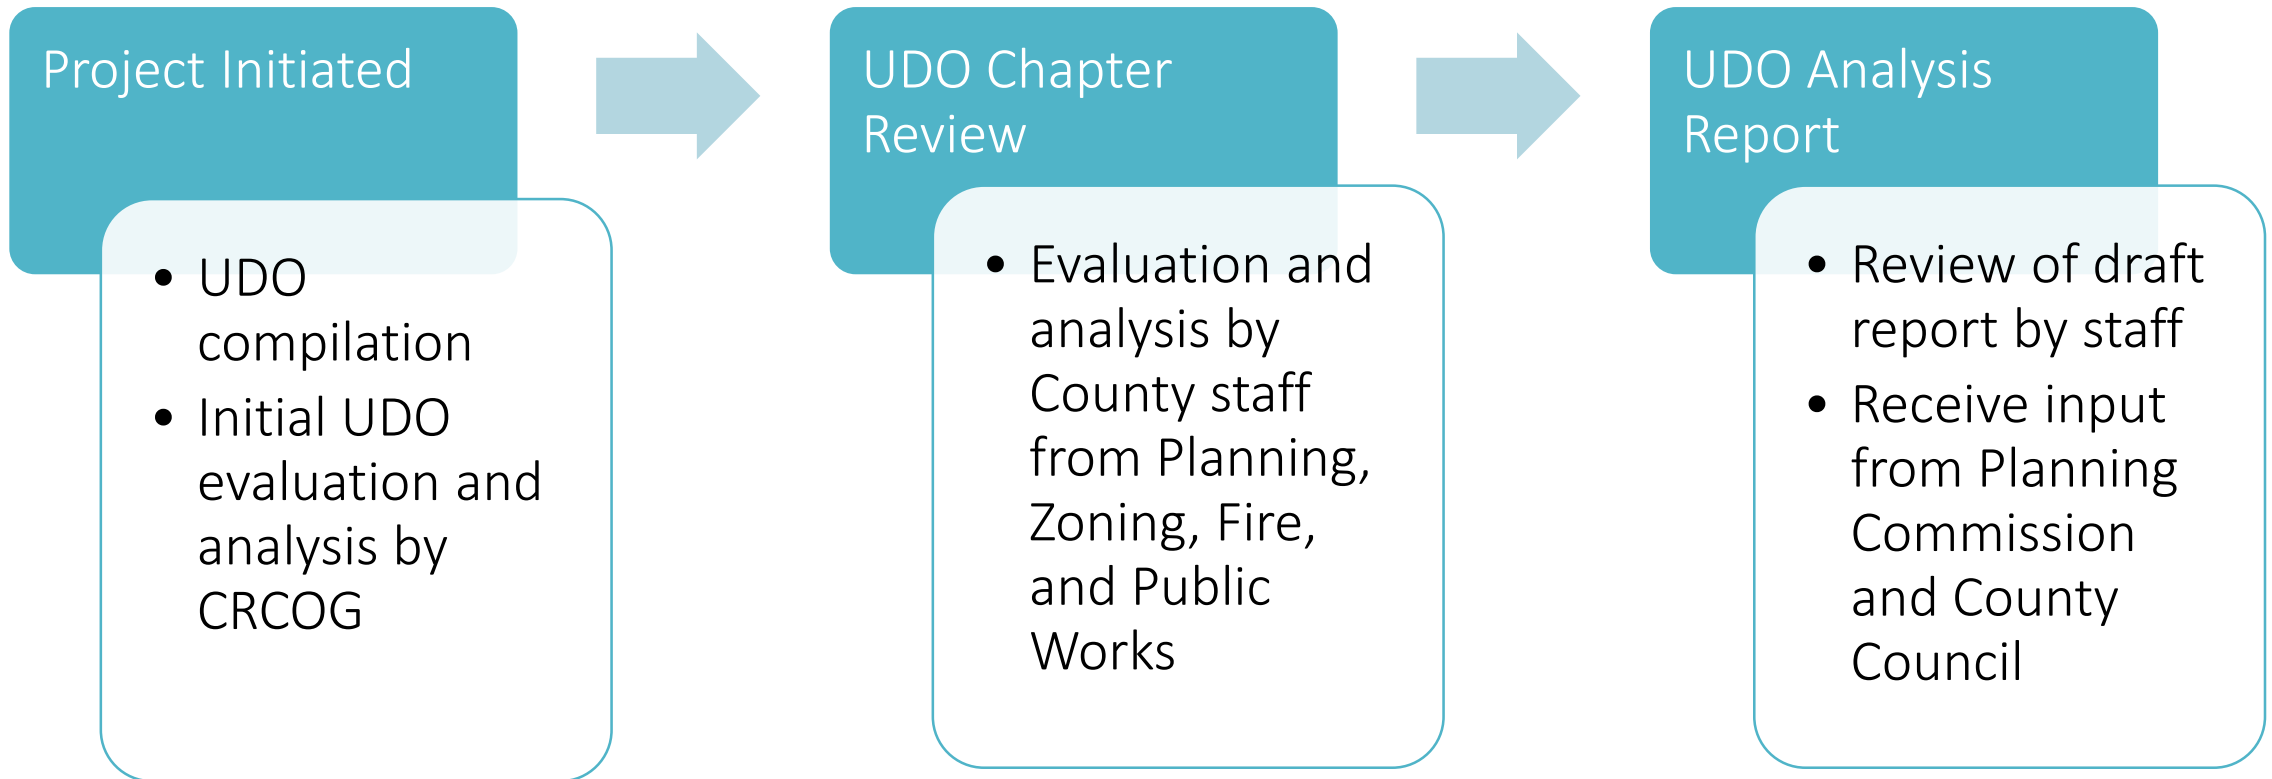 Project Initiated
• UDO
compilation
• Initial UDO
evaluation and
analysis by
CRCOG
UDO Chapter
Review
• Evaluation and
analysis by
County staff
from Planning,
Zoning, Fire,
and Public
Works
UDO Analysis
Report
• Review of draft
report by staff
• Receive input
from Planning
Commission
and County
Council